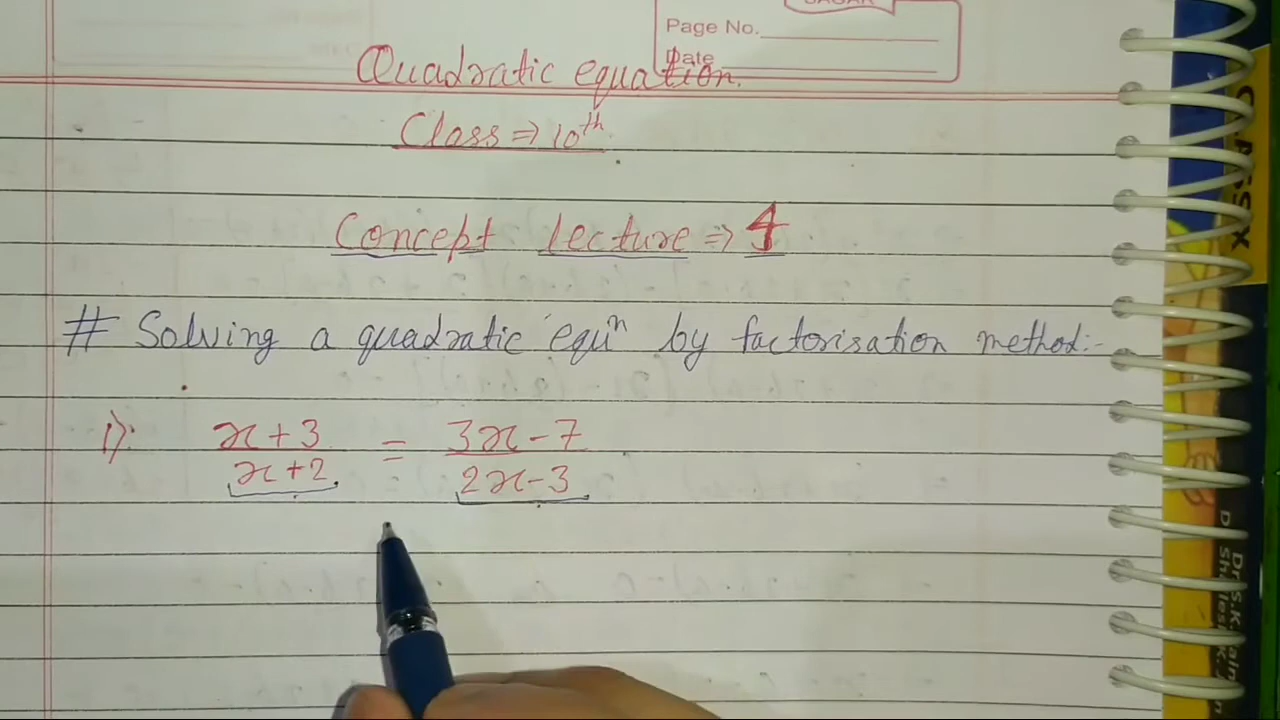 Page No.
Date
Quadratic equation.
Class ⇒ 10th
Concept lecture ⇒ 4
# Solving a quadratic equⁿ by factorisation method:-
i): x+3 / x+2 = 3x-7 / 2x-3